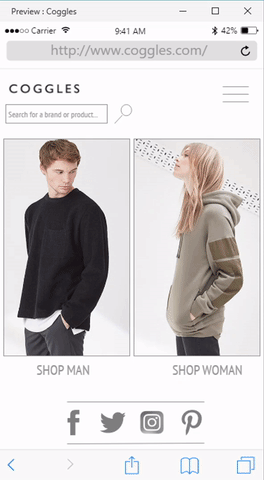 Preview : Coggles
Carrier
9:41 AM
42%
http://www.coggles.com/
COGGLES
Search for a brand or product...
SHOP MAN
SHOP WOMAN